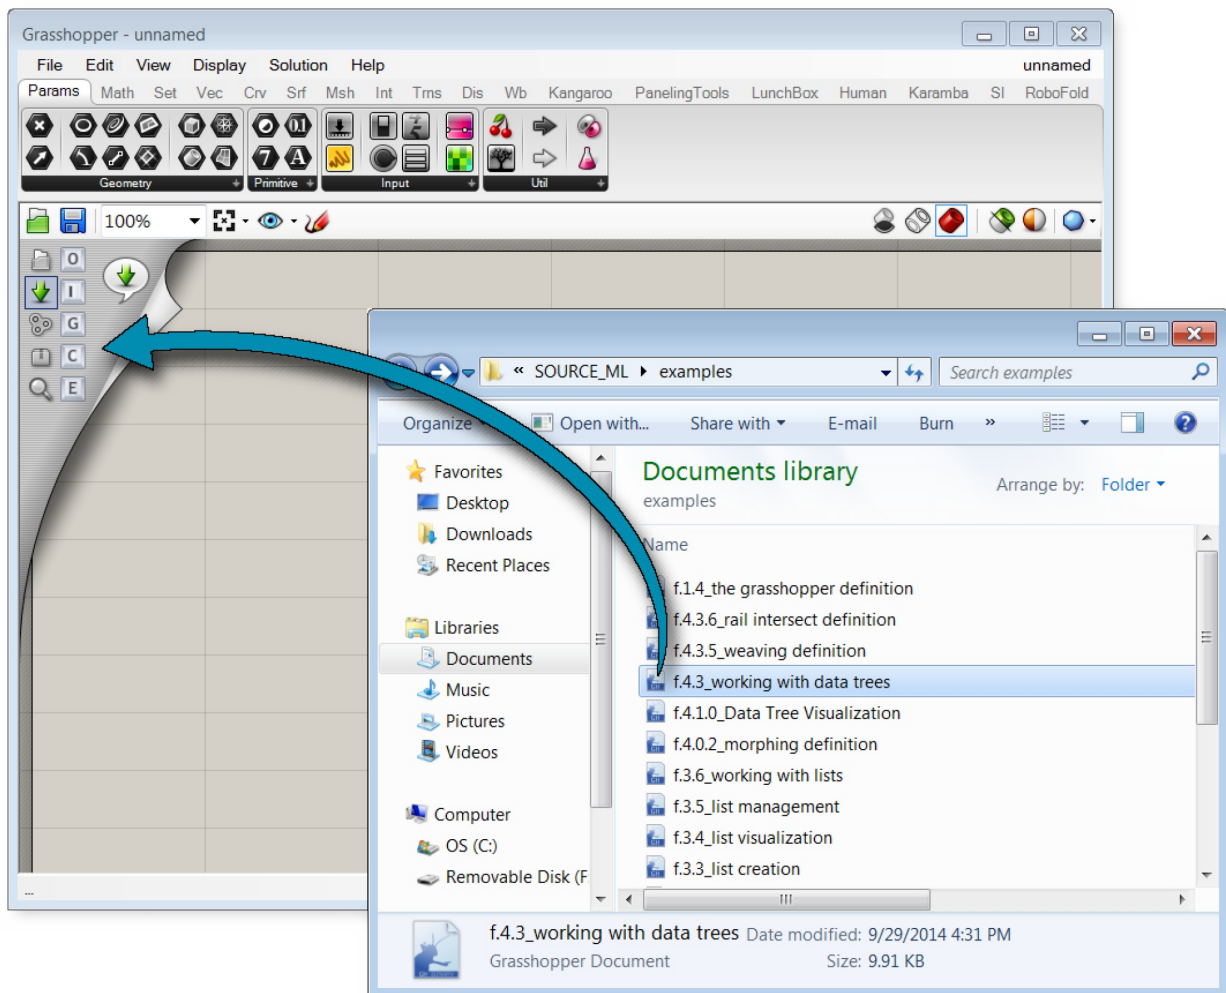 Grasshopper - unnamed
File Edit View Display Solution Help unnamed
Params Math Set Vec Crv Srf Msh Int Trns Dis Wb Kangaroo PanelingTools LunchBox Human Karamba SI RoboFold
0.1
7 A
Geometry Primitive Input Util
100%
O
I
G
C
E
...
« SOURCE_ML examples Search examples
Organize Open with... Share with E-mail Burn »
Favorites
Desktop
Downloads
Recent Places
Libraries
Documents
Music
Pictures
Videos
Computer
OS (C:)
Removable Disk (F
Documents library
examples
Arrange by: Folder
Name
f.1.4_the grasshopper definition
f.4.3.6_rail intersect definition
f.4.3.5_weaving definition
f.4.3_working with data trees
f.4.1.0_Data Tree Visualization
f.4.0.2_morphing definition
f.3.6_working with lists
f.3.5_list management
f.3.4_list visualization
f.3.3_list creation
f.4.3_working with data trees Date modified: 9/29/2014 4:31 PM
Grasshopper Document Size: 9.91 KB